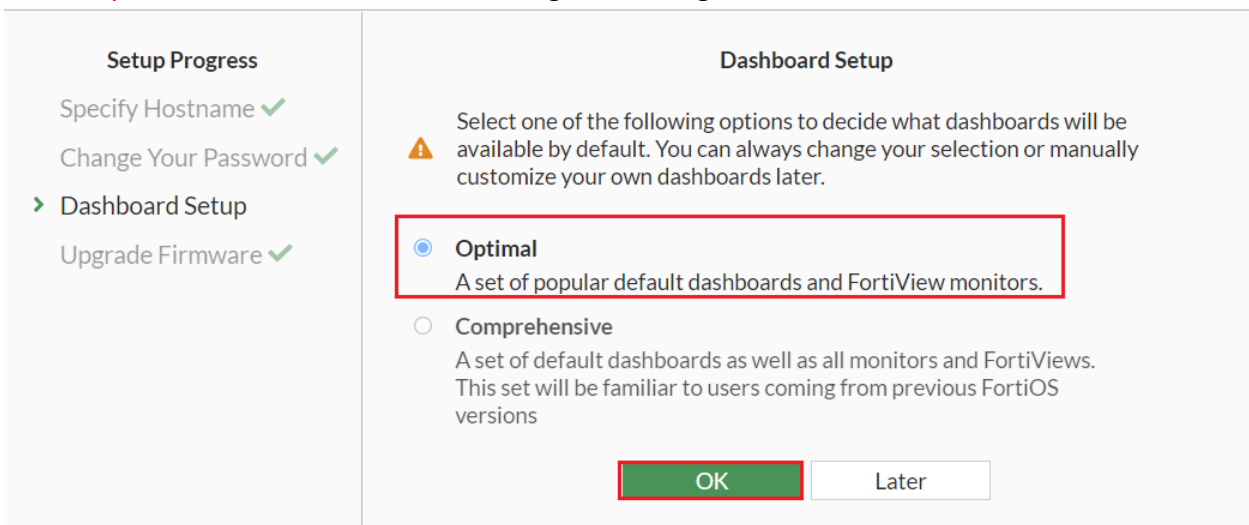 Setup Progress
Specify Hostname
Change Your Password
Dashboard Setup
Upgrade Firmware
Dashboard Setup
Select one of the following options to decide what dashboards will be
available by default. You can always change your selection or manually
customize your own dashboards later.
Optimal
A set of popular default dashboards and FortiView monitors.
Comprehensive
A set of default dashboards as well as all monitors and FortiViews.
This set will be familiar to users coming from previous FortiOS
versions
OK
Later